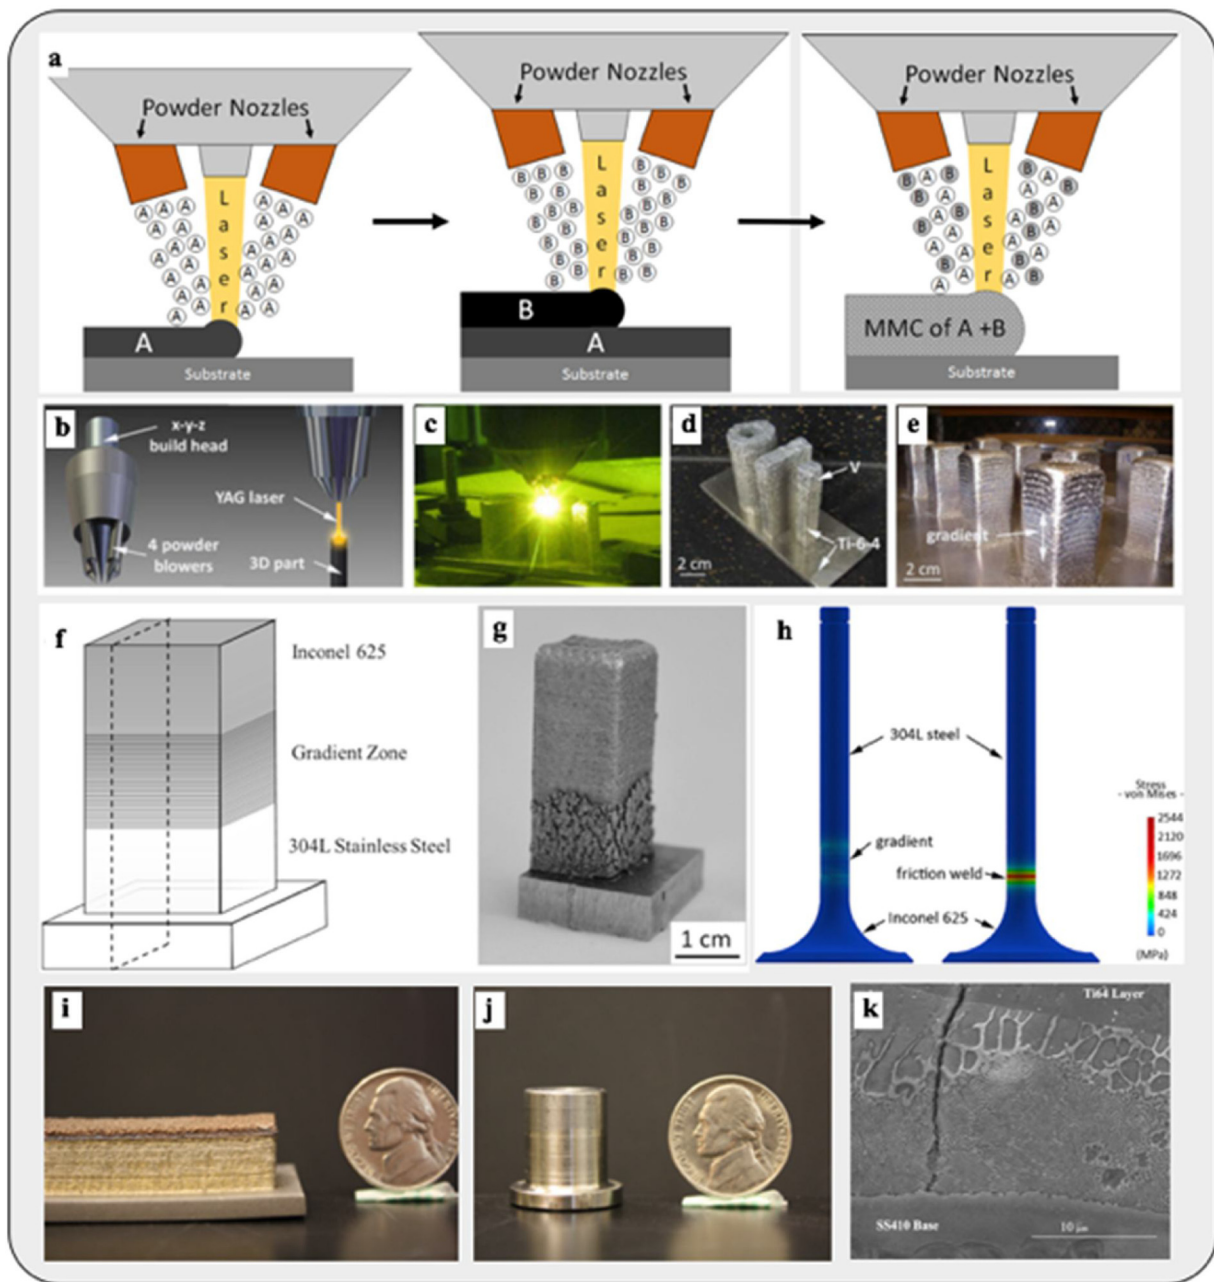 a
Powder Nozzles
Laser
A
Substrate
Powder Nozzles
Laser
B
A
Substrate
Powder Nozzles
Laser
MMC of A +B
Substrate
b
x-y-z
build head
YAG laser
4 powder
blowers
3D part
c
d
V
Ti-6-4
2 cm
e
gradient
2 cm
f
Inconel 625
Gradient Zone
304L Stainless Steel
g
1 cm
h
304L steel
gradient
friction weld
Inconel 625
Stress
- von Mises -
2544
2120
1696
1272
848
424
0
(MPa)
i
j
k
Ti64 Layer
SS410 Base
10 µm